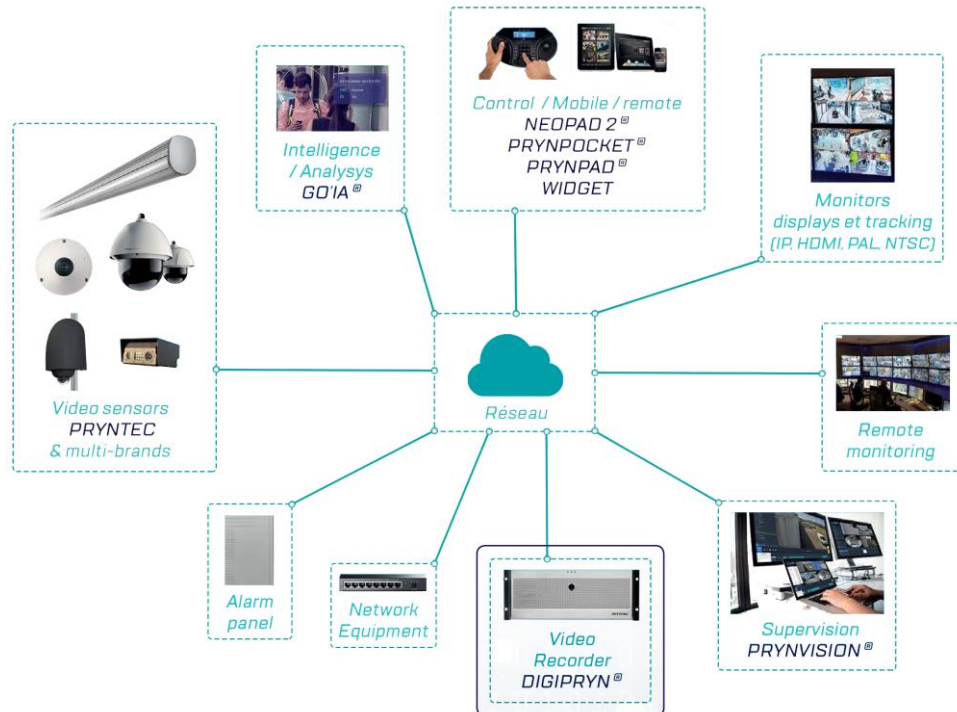 Control / Mobile / remote
NEOPAD 2®
PRYNPOCKET®
PRYNPAD®
WIDGET
Intelligence
/ Analysys
GO'IA®
Monitors
displays et tracking
(IP, HDMI, PAL, NTSC)
Video sensors
PRYNTEC
& multi-brands
Réseau
Remote
monitoring
Alarm
panel
Network
Equipment
Video
Recorder
DIGIPRYN®
Supervision
PRYNVISION®